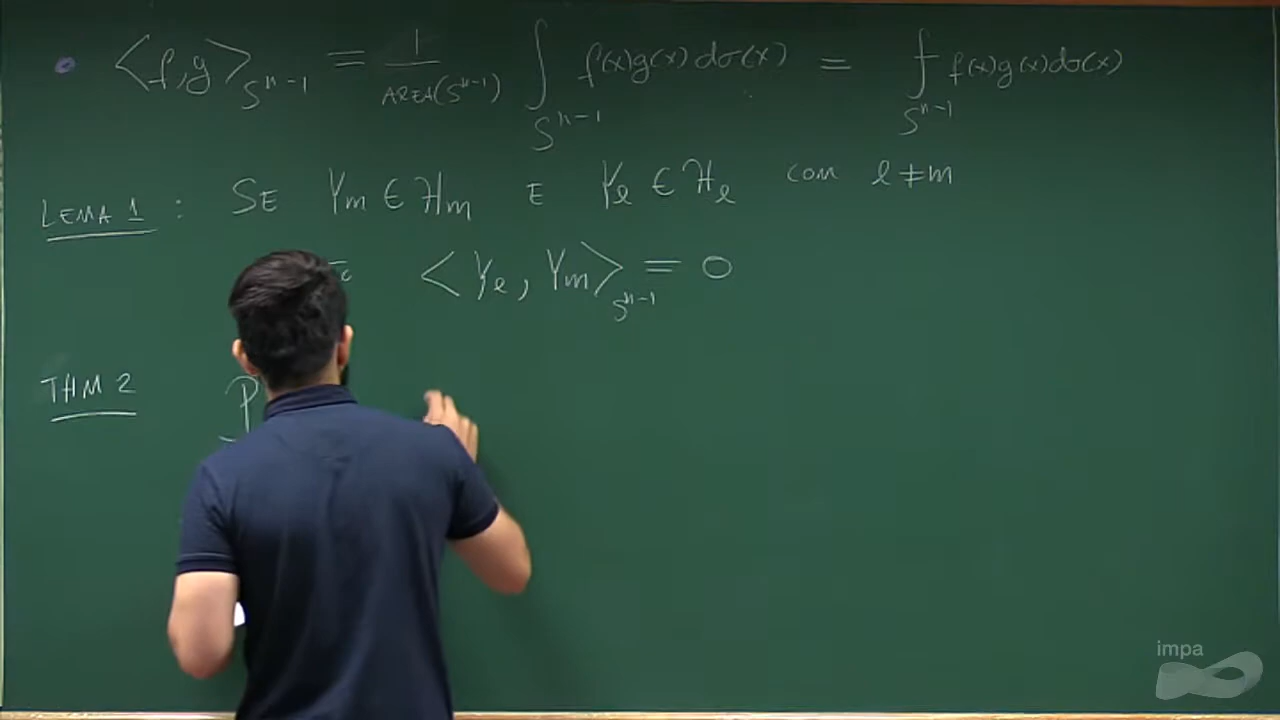 • <f,g>_{S^{n-1}} = \frac{1}{AREA(S^{n-1})} ∫_{S^{n-1}} f(x)g(x)dσ(x) = ⨍_{S^{n-1}} f(x)g(x)dσ(x)
LEMA 1 : SE Y_m ∈ H_m E Y_l ∈ H_l COM l ≠ m
<Y_l, Y_m>_{S^{n-1}} = 0
THM 2 P
impa